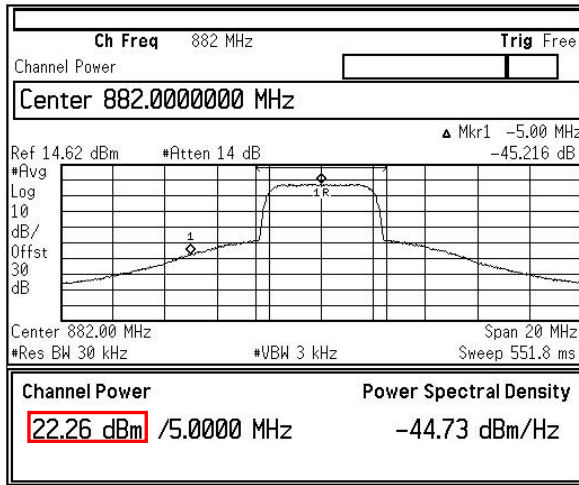 Ch Freq 882 MHz Trig Free
Channel Power
Center 882.0000000 MHz
Δ Mkr1 -5.00 MHz
Ref 14.62 dBm #Atten 14 dB -45.216 dB
#Avg
Log
10
dB/
Offst
30
dB
1R
1
Center 882.00 MHz Span 20 MHz
#Res BW 30 kHz #VBW 3 kHz Sweep 551.8 ms
Channel Power Power Spectral Density
22.26 dBm /5.0000 MHz -44.73 dBm/Hz